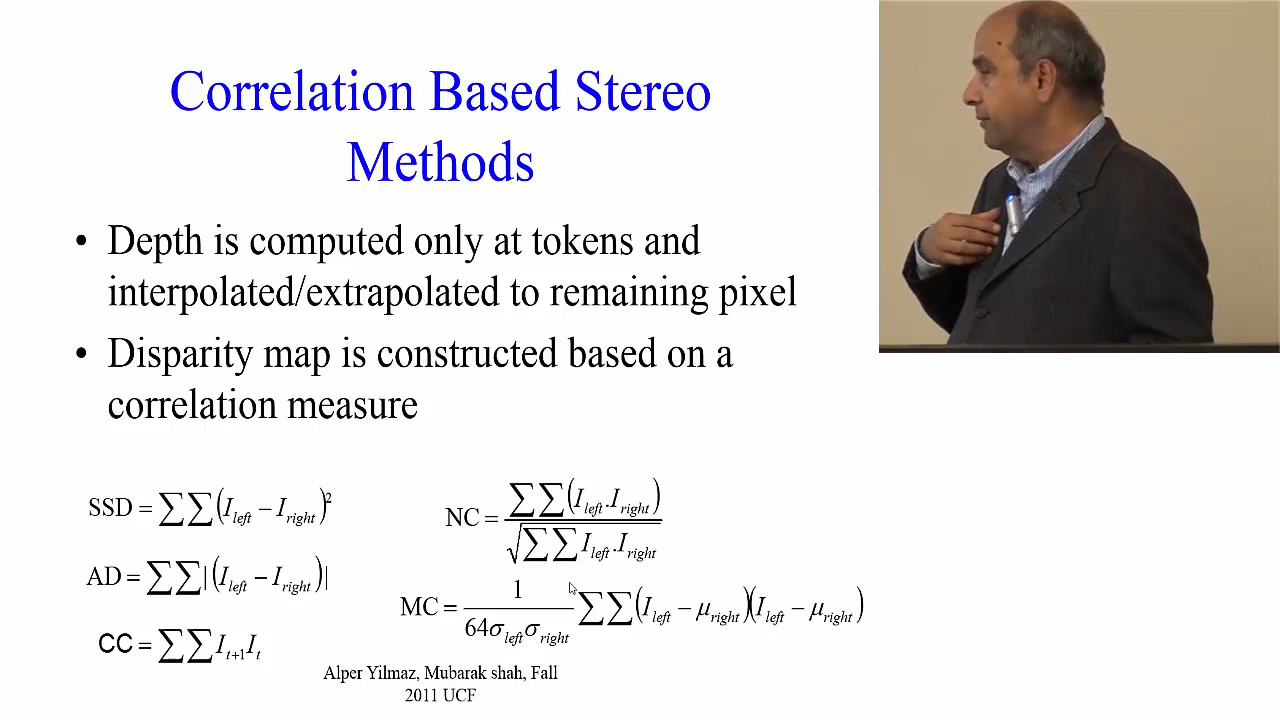 Correlation Based Stereo
Methods
• Depth is computed only at tokens and
interpolated/extrapolated to remaining pixel
• Disparity map is constructed based on a
correlation measure
SSD = ∑∑(I_left − I_right)²
AD = ∑∑|(I_left − I_right)|
CC = ∑∑I_t+1 I_t
NC = ∑∑(I_left . I_right) / √∑∑I_left . I_right
MC = 1 / 64σ_left σ_right ∑∑(I_left − μ_right)(I_left − μ_right)
Alper Yilmaz, Mubarak shah, Fall
2011 UCF